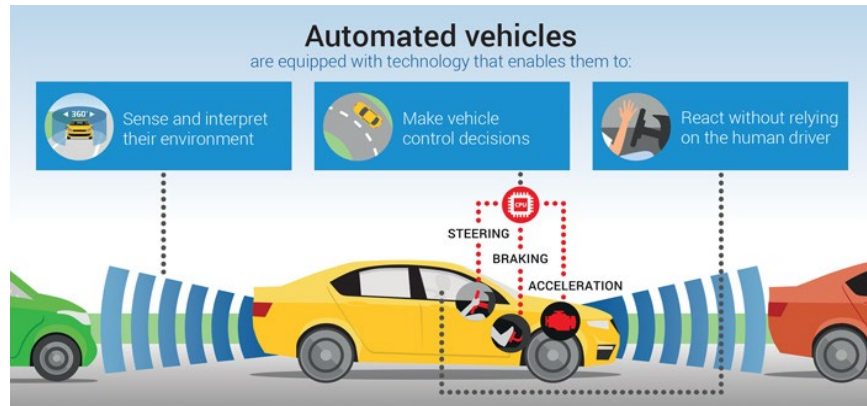 Automated vehicles
are equipped with technology that enables them to:
360°
Sense and interpret
their environment
Make vehicle
control decisions
React without relying
on the human driver
CPU
STEERING
BRAKING
ACCELERATION